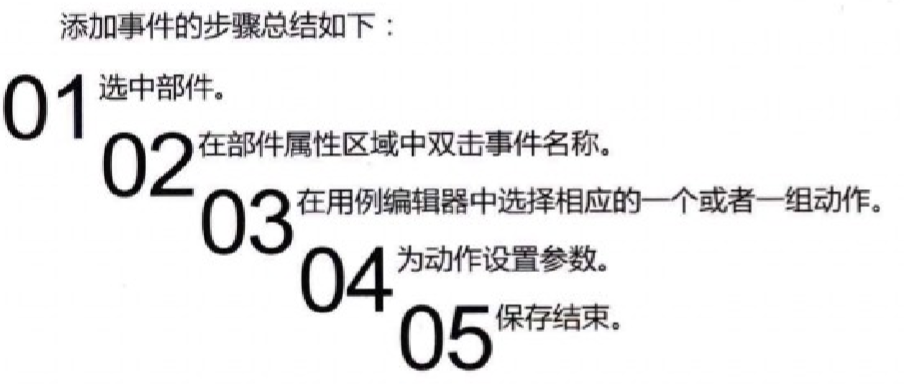 添加事件的步骤总结如下：
01 选中部件。
02 在部件属性区域中双击事件名称。
03 在用例编辑器中选择相应的一个或者一组动作。
04 为动作设置参数。
05 保存结束。